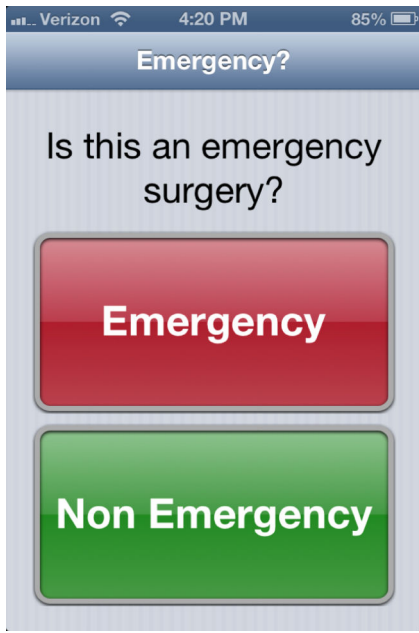 Verizon 4:20 PM 85%
Emergency?
Is this an emergency
surgery?
Emergency
Non Emergency